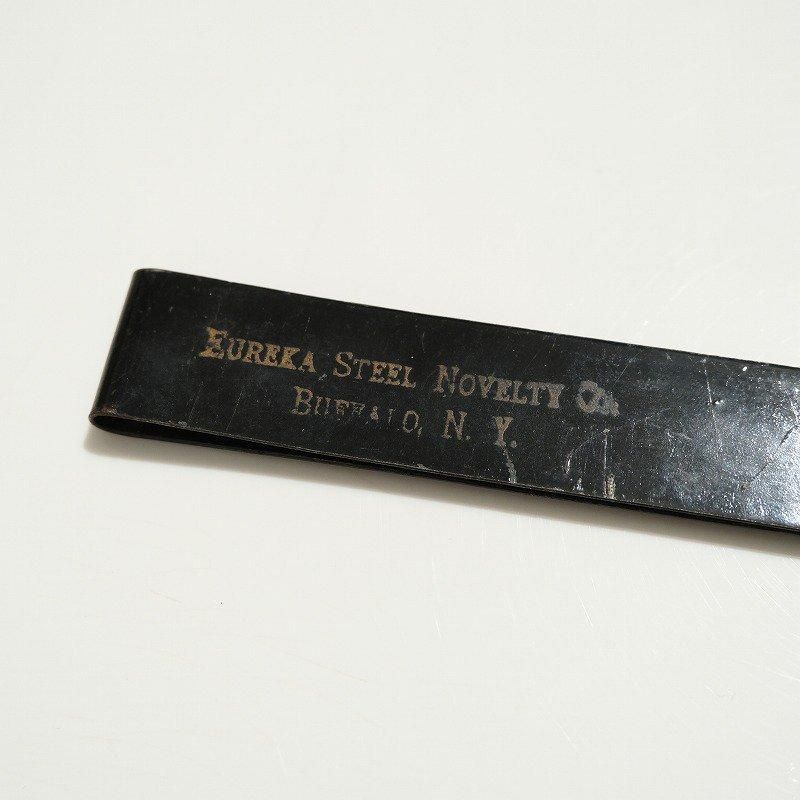 EUREKA STEEL NOVELTY CO.
BUFFALO, N. Y.